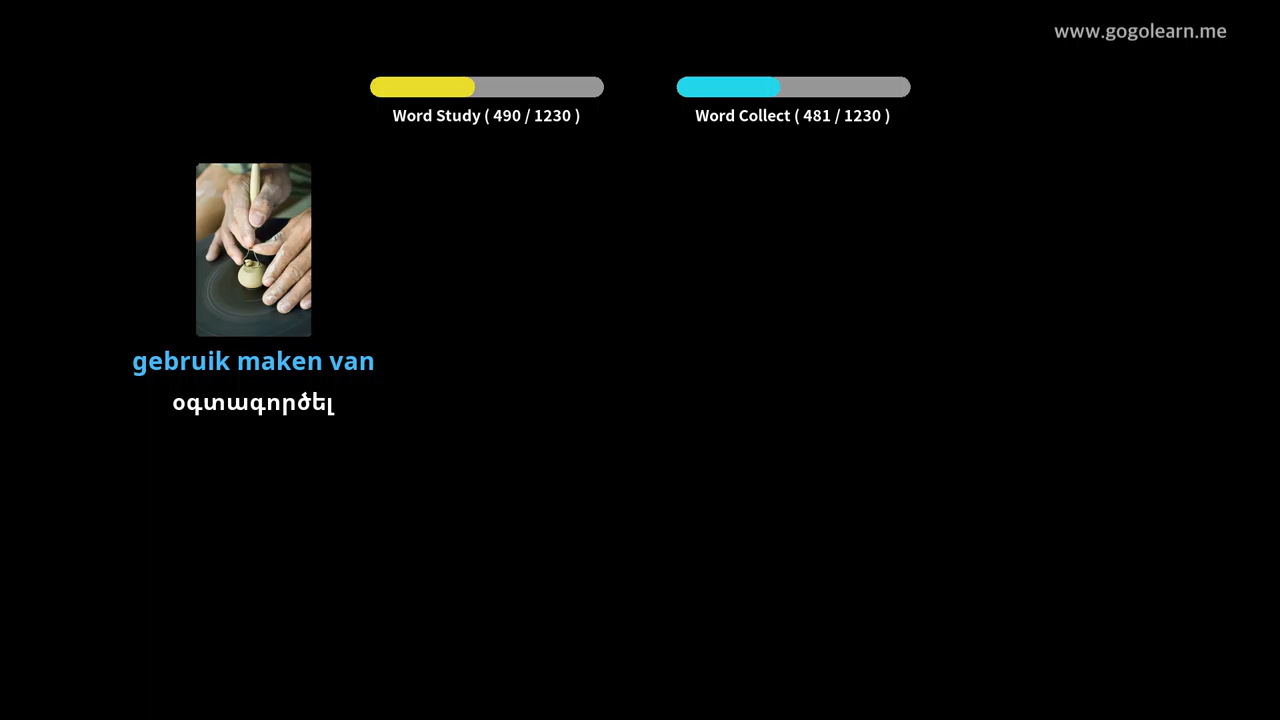 www.gogolearn.me
Word Study ( 490 / 1230 )
Word Collect ( 481 / 1230 )
gebruik maken van
օգտագործել